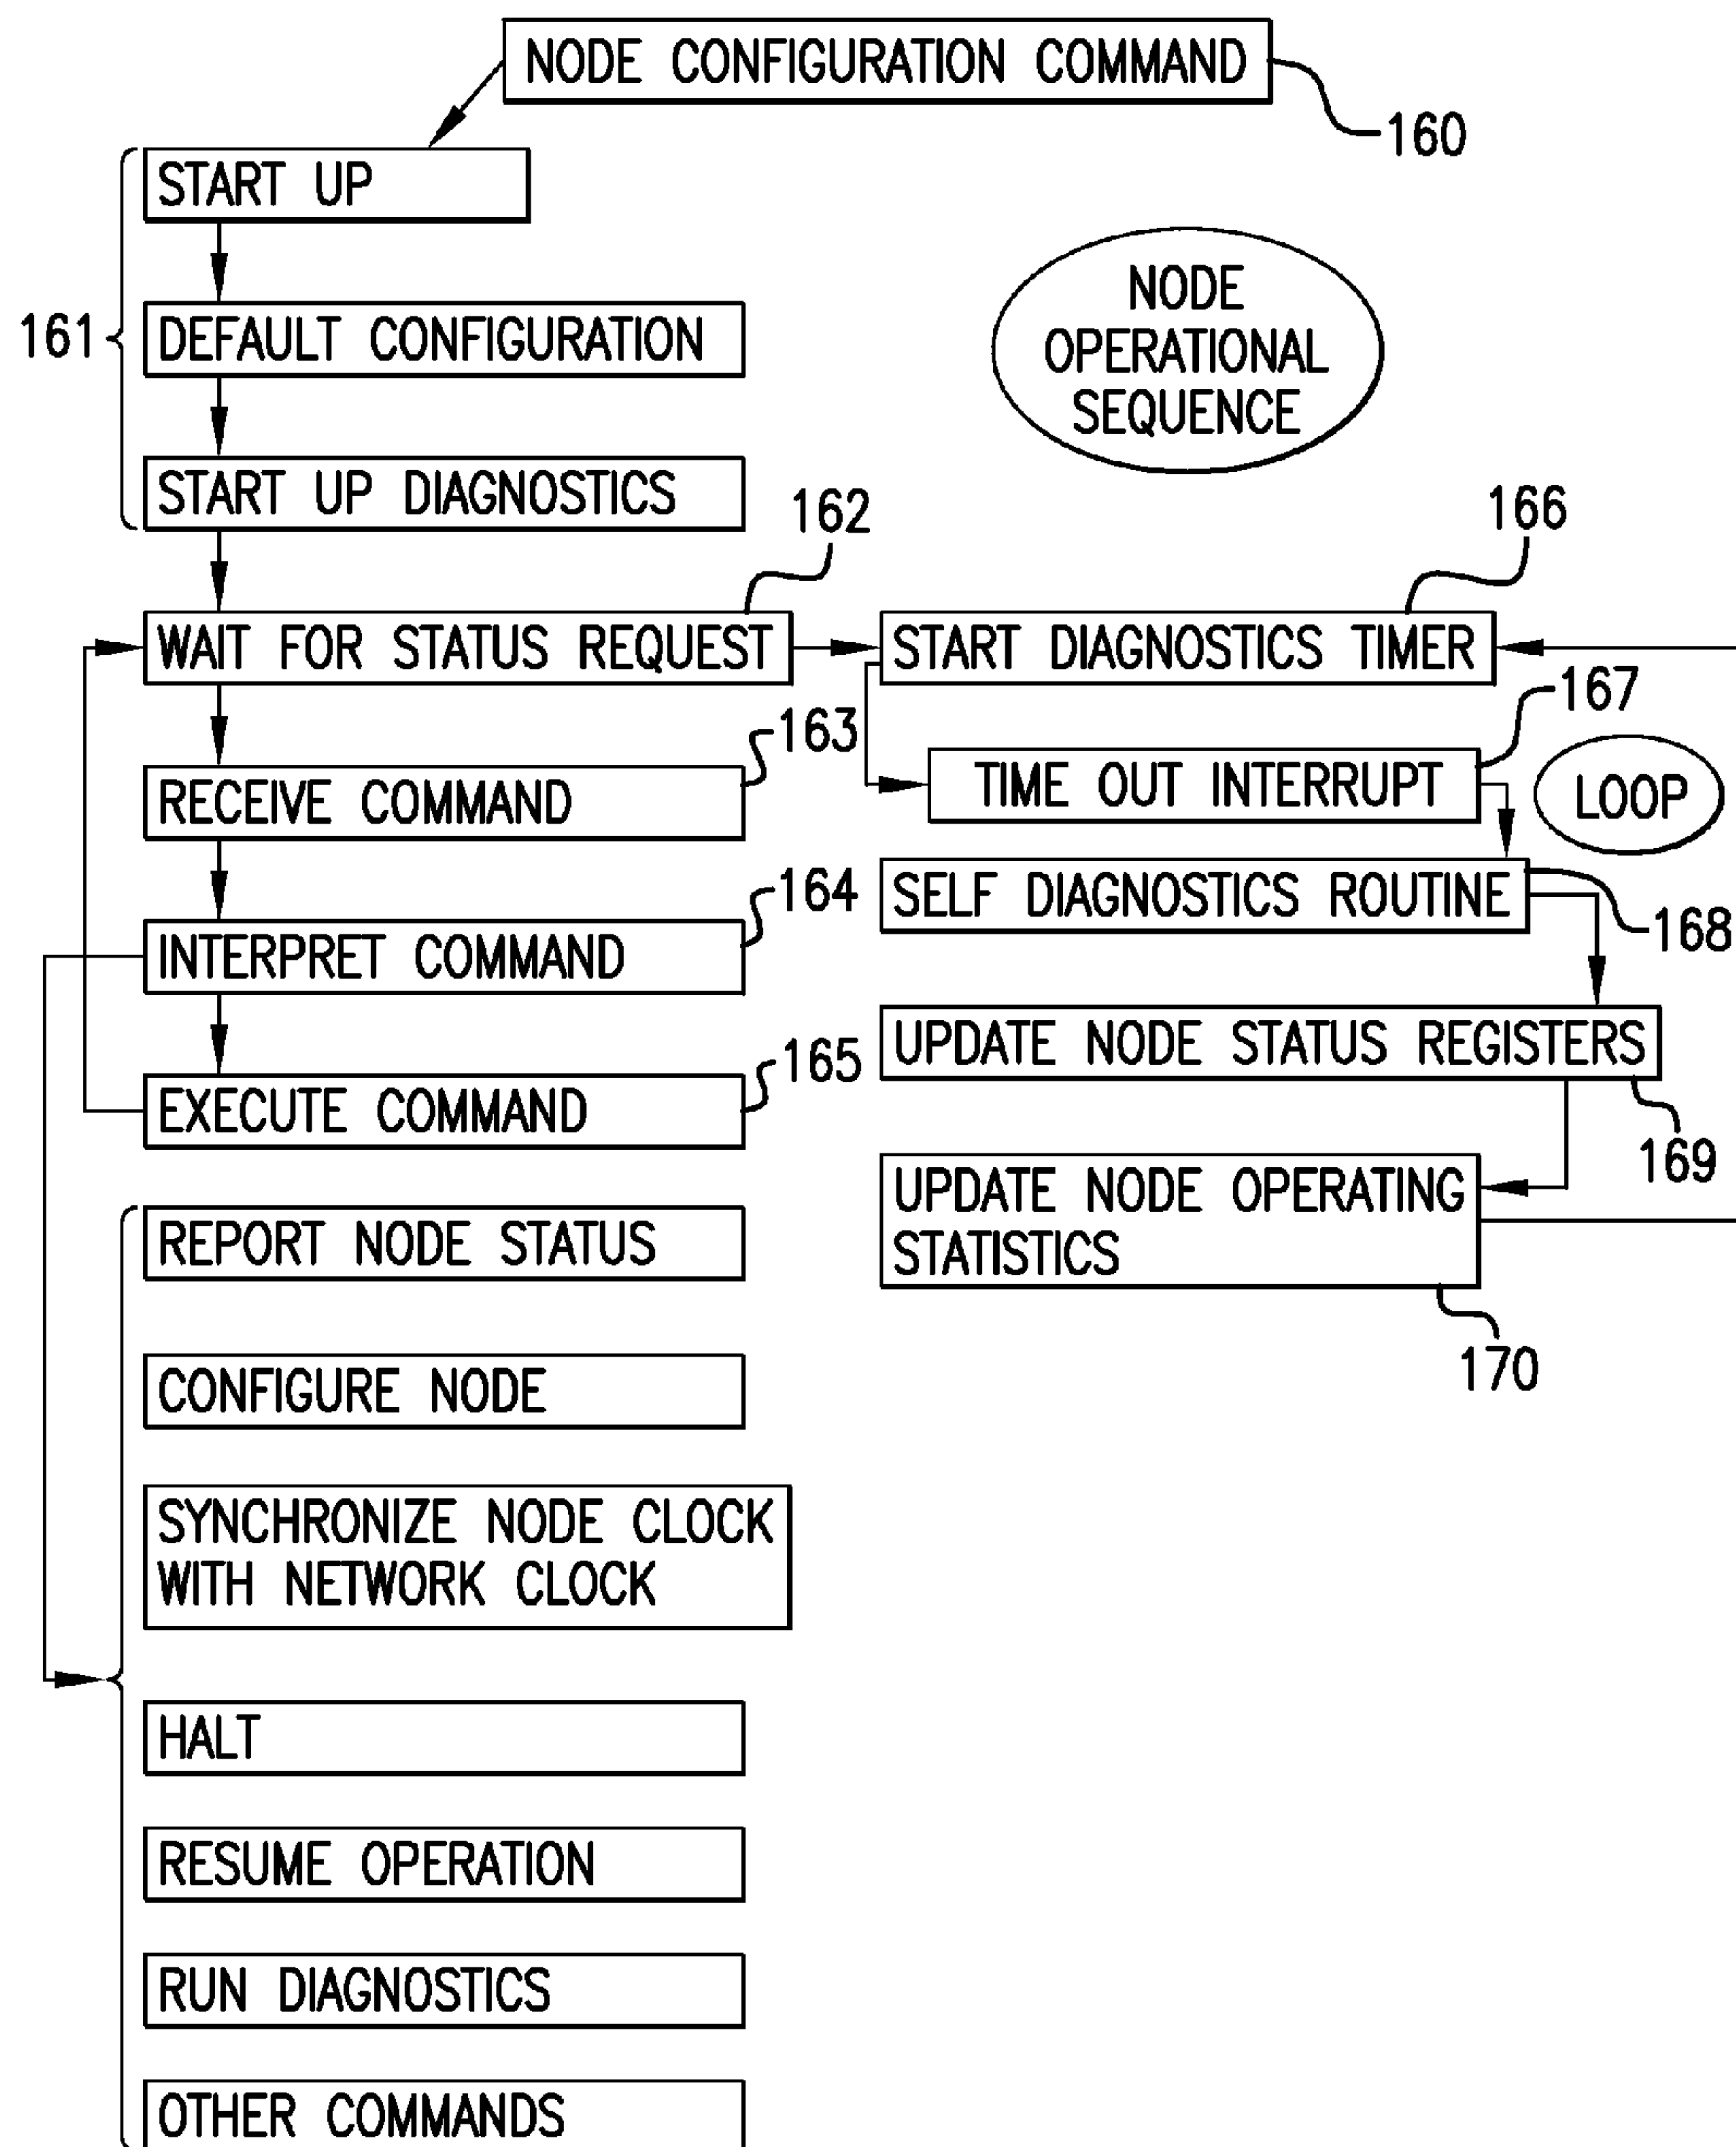 NODE CONFIGURATION COMMAND
160
START UP
161
DEFAULT CONFIGURATION
START UP DIAGNOSTICS
NODE
OPERATIONAL
SEQUENCE
162
WAIT FOR STATUS REQUEST
163
RECEIVE COMMAND
164
INTERPRET COMMAND
165
EXECUTE COMMAND
166
START DIAGNOSTICS TIMER
167
TIME OUT INTERRUPT
LOOP
SELF DIAGNOSTICS ROUTINE
168
UPDATE NODE STATUS REGISTERS
169
UPDATE NODE OPERATING
STATISTICS
170
REPORT NODE STATUS
CONFIGURE NODE
SYNCHRONIZE NODE CLOCK
WITH NETWORK CLOCK
HALT
RESUME OPERATION
RUN DIAGNOSTICS
OTHER COMMANDS